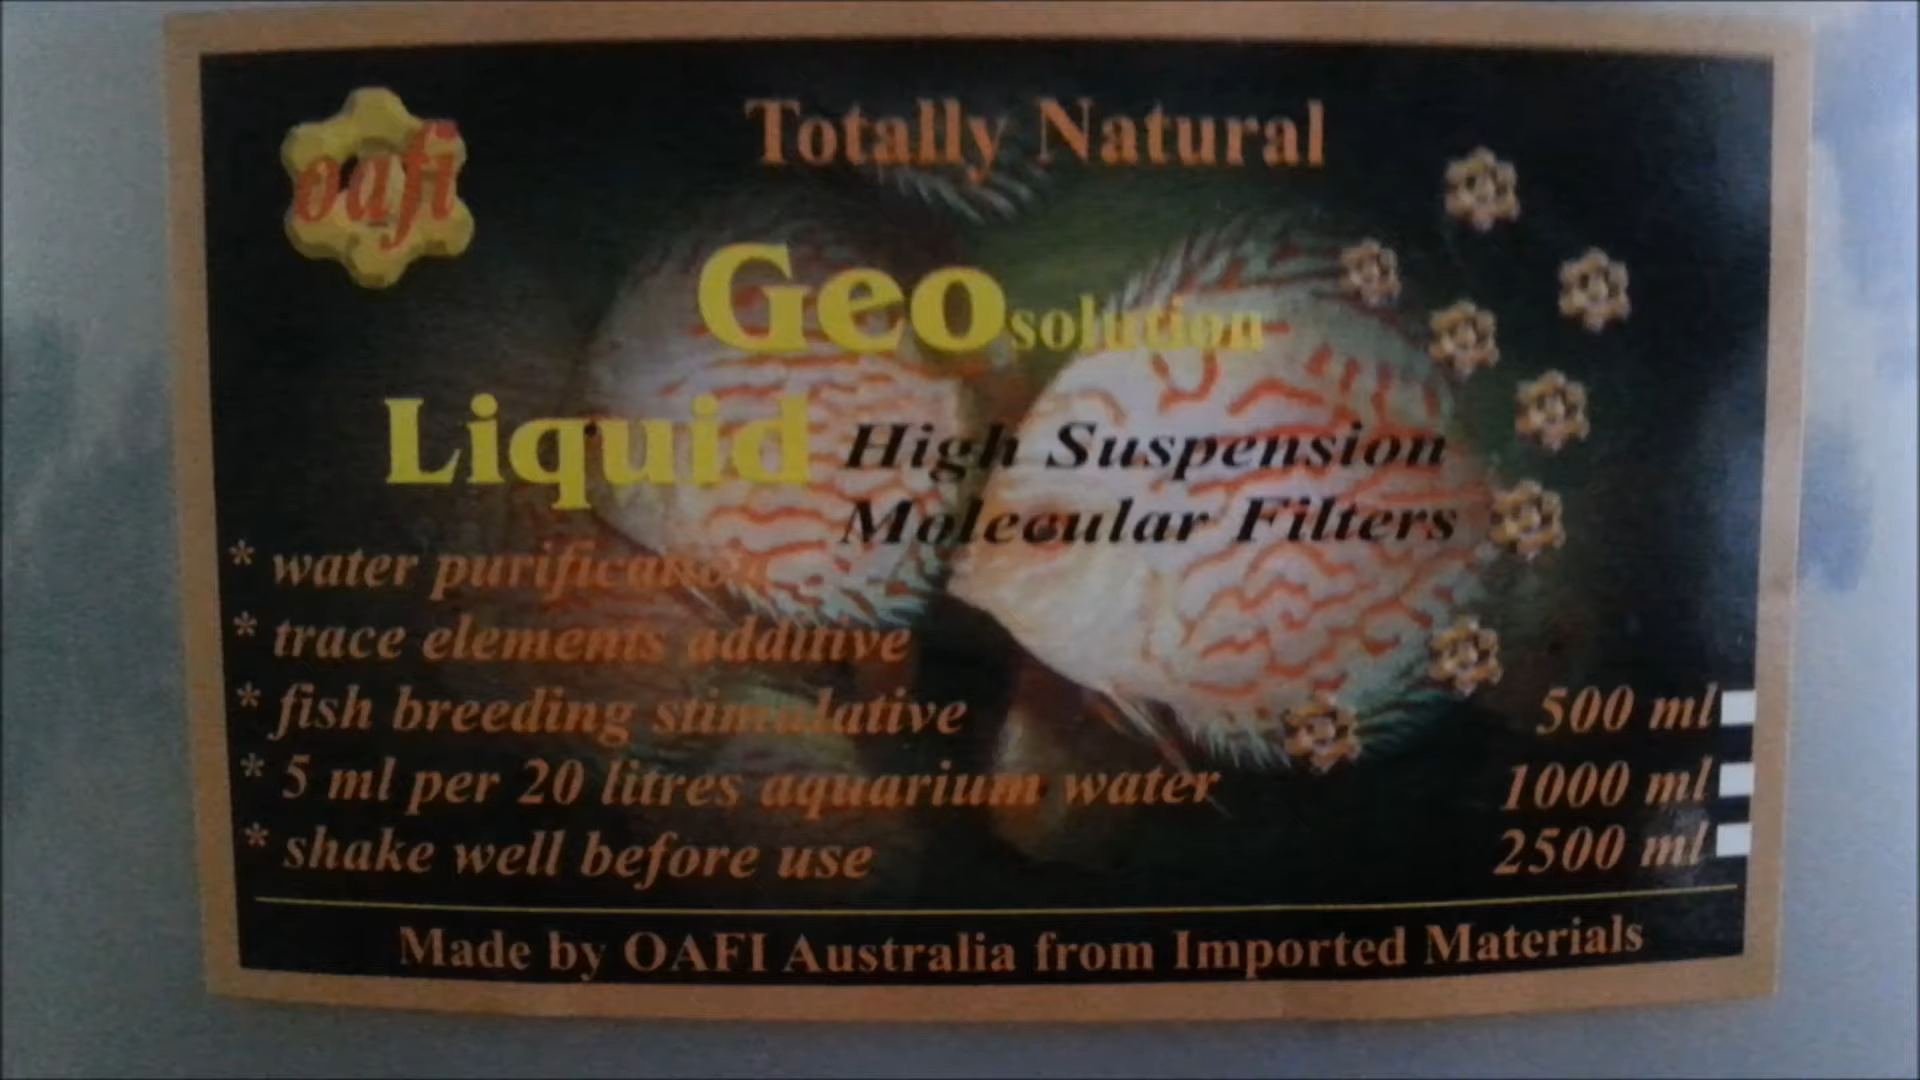 oafi
Totally Natural
Geosolution
Liquid High Suspension
Molecular Filters
* water purification
* trace elements additive
* fish breeding stimulative
* 5 ml per 20 litres aquarium water
* shake well before use
500 ml
1000 ml
2500 ml
Made by OAFI Australia from Imported Materials